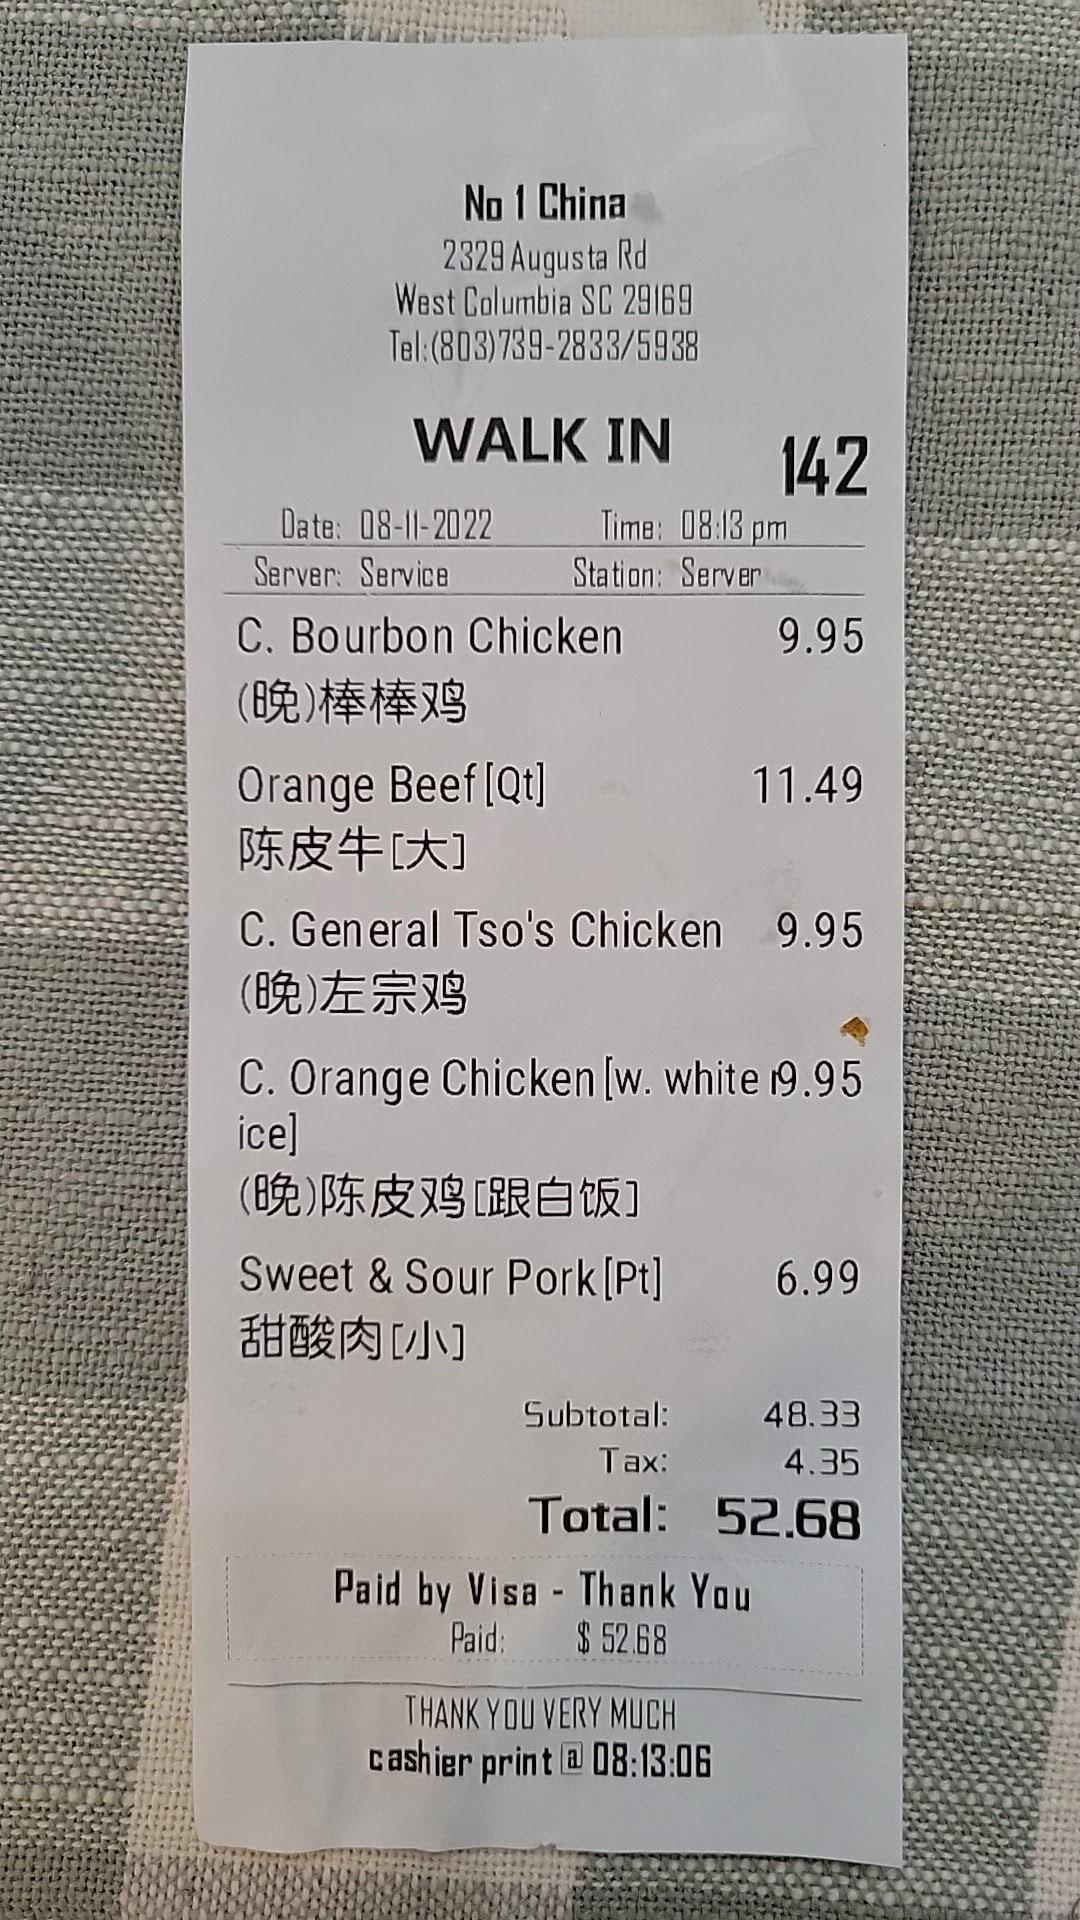 No 1 China
2329 Augusta Rd
West Columbia SC 29169
Tel:(803)739-2833/5938
WALK IN 142
Date: 08-11-2022 Time: 08:13 pm
Server: Service Station: Server
C. Bourbon Chicken 9.95
(晚)棒棒鸡
Orange Beef[Qt] 11.49
陈皮牛[大]
C. General Tso's Chicken 9.95
(晚)左宗鸡
C. Orange Chicken[w. white r9.95
ice]
(晚)陈皮鸡[跟白饭]
Sweet & Sour Pork[Pt] 6.99
甜酸肉[小]
Subtotal: 48.33
Tax: 4.35
Total: 52.68
Paid by Visa - Thank You
Paid: $ 52.68
THANK YOU VERY MUCH
cashier print @ 08:13:06